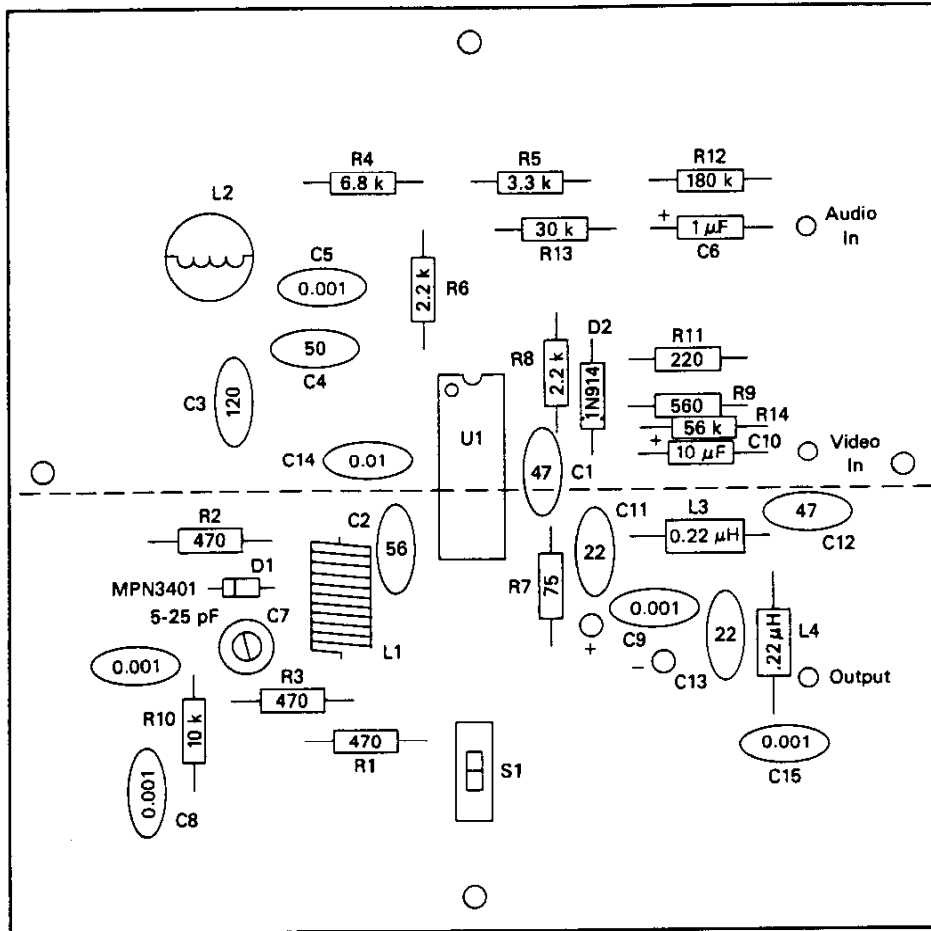 R4
6.8 k
R5
3.3 k
R12
180 k
L2
+
1 µF
C6
Audio
In
30 k
R13
C5
0.001
2.2 k
R6
50
C4
C3
120
R8
2.2 k
D2
1N914
R11
220
560
R9
56 k
R14
+
10 µF
C10
Video
In
U1
C14
0.01
47
C1
R2
470
C2
56
C11
22
L3
0.22 µH
47
C12
D1
MPN3401
5-25 pF
C7
L1
R7
75
+
0.001
C9
–
C13
22
.22 µH
L4
Output
0.001
R3
470
R10
10 k
470
R1
S1
0.001
C15
0.001
C8